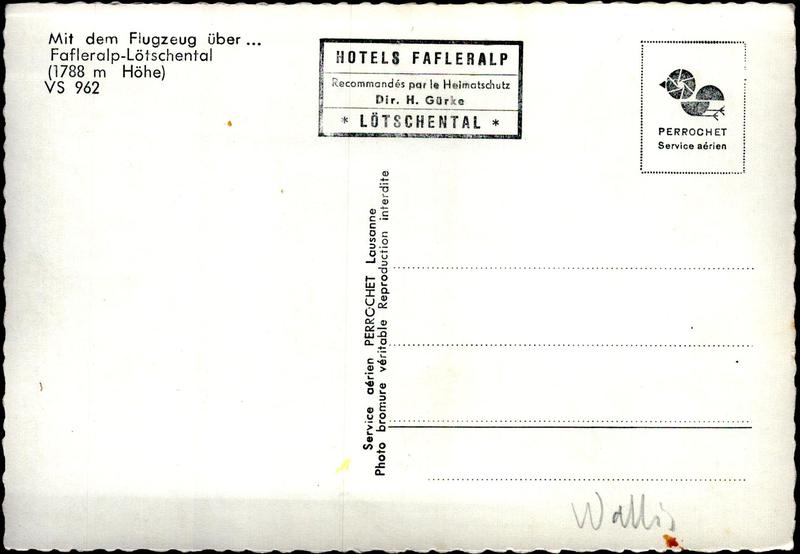 Mit dem Flugzeug über ...
Fafleralp-Lötschental
(1788 m Höhe)
VS 962
HOTELS FAFLERALP
Recommandés par le Heimatschutz
Dir. H. Gürke
* LÖTSCHENTAL *
PERROCHET
Service aérien
Service aérien PERROCHET Lausanne
Photo bromure véritable Reproduction interdite
Wallis